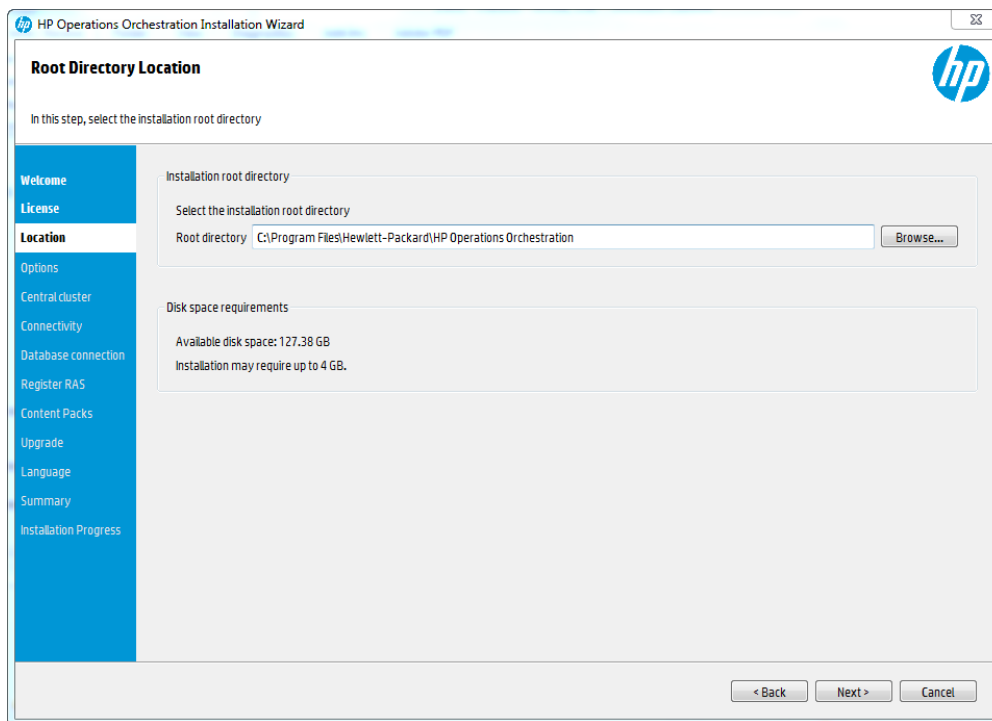 HP Operations Orchestration Installation Wizard
Root Directory Location
hp
In this step, select the installation root directory
Welcome
License
Location
Options
Central cluster
Connectivity
Database connection
Register RAS
Content Packs
Upgrade
Language
Summary
Installation Progress
Installation root directory
Select the installation root directory
Root directory C:\Program Files\Hewlett-Packard\HP Operations Orchestration Browse...
Disk space requirements
Available disk space: 127.38 GB
Installation may require up to 4 GB.
< Back Next > Cancel